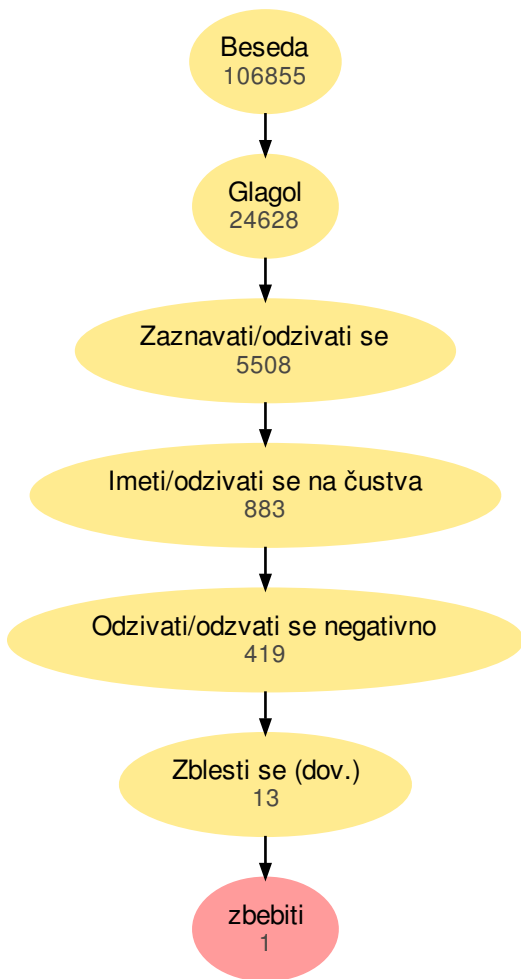 Beseda
106855
Glagol
24628
Zaznavati/odzivati se
5508
Imeti/odzivati se na čustva
883
Odzivati/odzvati se negativno
419
Zblesti se (dov.)
13
zbebiti
1